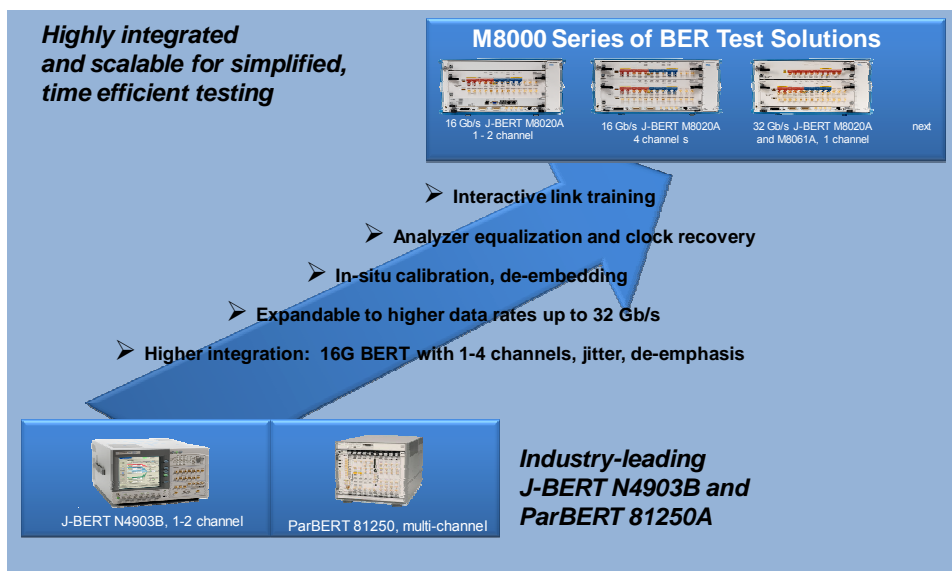 Highly integrated
and scalable for simplified,
time efficient testing
M8000 Series of BER Test Solutions
16 Gb/s J-BERT M8020A
1 - 2 channel
16 Gb/s J-BERT M8020A
4 channel s
32 Gb/s J-BERT M8020A
and M8061A, 1 channel
next
Interactive link training
Analyzer equalization and clock recovery
In-situ calibration, de-embedding
Expandable to higher data rates up to 32 Gb/s
Higher integration: 16G BERT with 1-4 channels, jitter, de-emphasis
J-BERT N4903B, 1-2 channel
ParBERT 81250, multi-channel
Industry-leading
J-BERT N4903B and
ParBERT 81250A